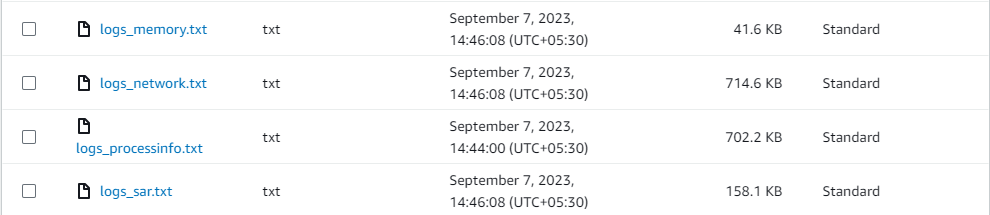 logs_memory.txt txt September 7, 2023, 14:46:08 (UTC+05:30) 41.6 KB Standard
logs_network.txt txt September 7, 2023, 14:46:08 (UTC+05:30) 714.6 KB Standard
logs_processinfo.txt txt September 7, 2023, 14:44:00 (UTC+05:30) 702.2 KB Standard
logs_sar.txt txt September 7, 2023, 14:46:08 (UTC+05:30) 158.1 KB Standard